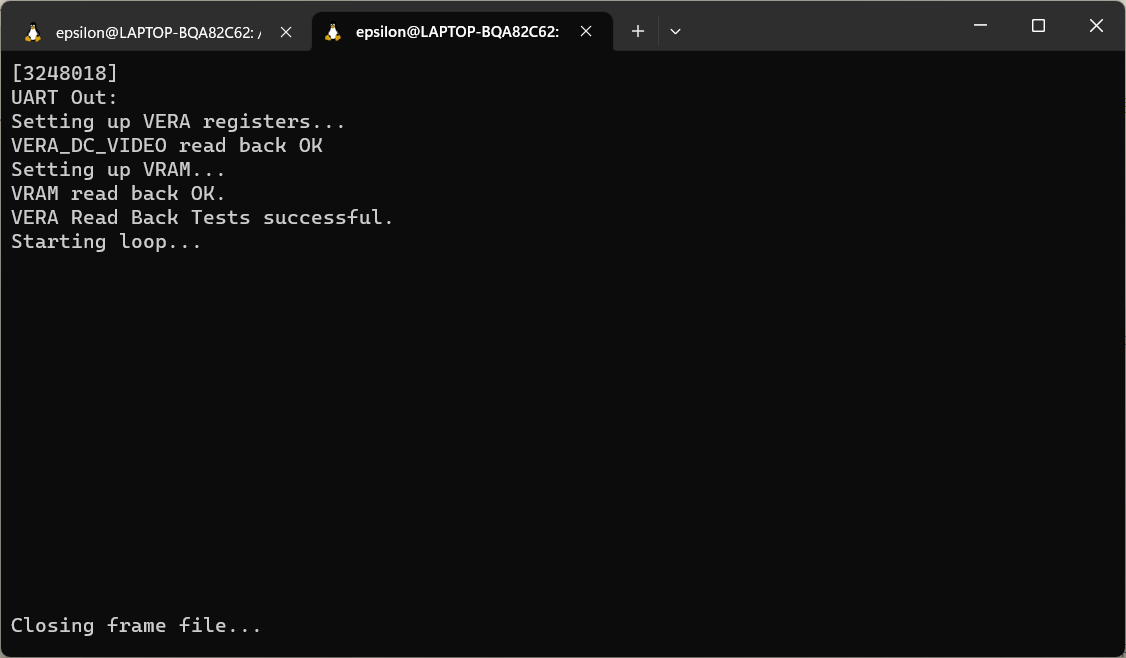 epsilon@LAPTOP-BQA82C62: /
epsilon@LAPTOP-BQA82C62:
[3248018]
UART Out:
Setting up VERA registers...
VERA_DC_VIDEO read back OK
Setting up VRAM...
VRAM read back OK.
VERA Read Back Tests successful.
Starting loop...
Closing frame file...